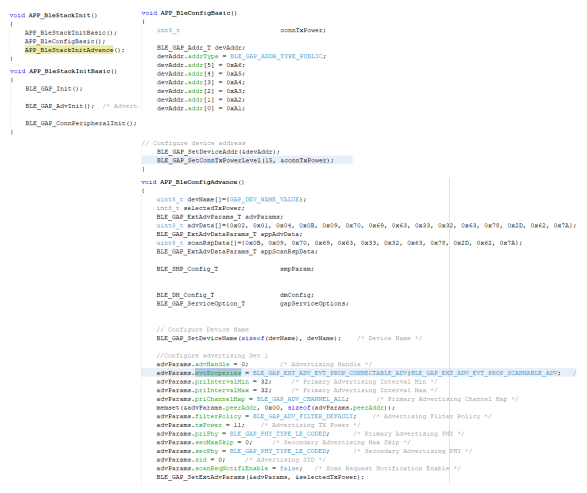 void APP_BleStackInit()
{
APP_BleStackInitBasic();
APP_BleConfigBasic();
APP_BleStackInitAdvance();
}
void APP_BleStackInitBasic()
{
BLE_GAP_Init();
BLE_GAP_AdvInit(); /* Advert
BLE_GAP_ConnPeripheralInit();
}
void APP_BleConfigBasic()
{
int8_t connTxPower;
BLE_GAP_Addr_T devAddr;
devAddr.addrType = BLE_GAP_ADDR_TYPE_PUBLIC;
devAddr.addr[5] = 0xA6;
devAddr.addr[4] = 0xA5;
devAddr.addr[3] = 0xA4;
devAddr.addr[2] = 0xA3;
devAddr.addr[1] = 0xA2;
devAddr.addr[0] = 0xA1;
// Configure device address
BLE_GAP_SetDeviceAddr(&devAddr);
BLE_GAP_SetConnTxPowerLevel(15, &connTxPower);
}
void APP_BleConfigAdvance()
{
uint8_t devName[]={GAP_DEV_NAME_VALUE};
int8_t selectedTxPower;
BLE_GAP_ExtAdvParams_T advParams;
uint8_t advData[]={0x02, 0x01, 0x04, 0x0B, 0x09, 0x70, 0x69, 0x63, 0x33, 0x32, 0x63, 0x78, 0x2D, 0x62, 0x7A};
BLE_GAP_ExtAdvDataParams_T appAdvData;
uint8_t scanRspData[]={0x0B, 0x09, 0x70, 0x69, 0x63, 0x33, 0x32, 0x63, 0x78, 0x2D, 0x62, 0x7A};
BLE_GAP_ExtAdvDataParams_T appScanRspData;
BLE_SMP_Config_T smpParam;
BLE_DM_Config_T dmConfig;
BLE_GAP_ServiceOption_T gapServiceOptions;
// Configure Device Name
BLE_GAP_SetDeviceName(sizeof(devName), devName); /* Device Name */
//Configure advertising Set 1
advParams.advHandle = 0; /* Advertising Handle */
advParams.evtProperies = BLE_GAP_EXT_ADV_EVT_PROP_CONNECTABLE_ADV|BLE_GAP_EXT_ADV_EVT_PROP_SCANNABLE_ADV; /
advParams.priIntervalMin = 32; /* Primary Advertising Interval Min */
advParams.priIntervalMax = 32; /* Primary Advertising Interval Max */
advParams.priChannelMap = BLE_GAP_ADV_CHANNEL_ALL; /* Primary Advertising Channel Map */
memset(&advParams.peerAddr, 0x00, sizeof(advParams.peerAddr));
advParams.filterPolicy = BLE_GAP_ADV_FILTER_DEFAULT; /* Advertising Filter Policy */
advParams.txPower = 11; /* Advertising TX Power */
advParams.priPhy = BLE_GAP_PHY_TYPE_LE_CODED; /* Primary Advertising PHY */
advParams.secMaxSkip = 0; /* Secondary Advertising Max Skip */
advParams.secPhy = BLE_GAP_PHY_TYPE_LE_CODED; /* Secondary Advertising PHY */
advParams.sid = 0; /* Advertising SID */
advParams.scanReqNotifiEnable = false; /* Scan Request Notification Enable */
BLE_GAP_SetExtAdvParams(&advParams, &selectedTxPower);